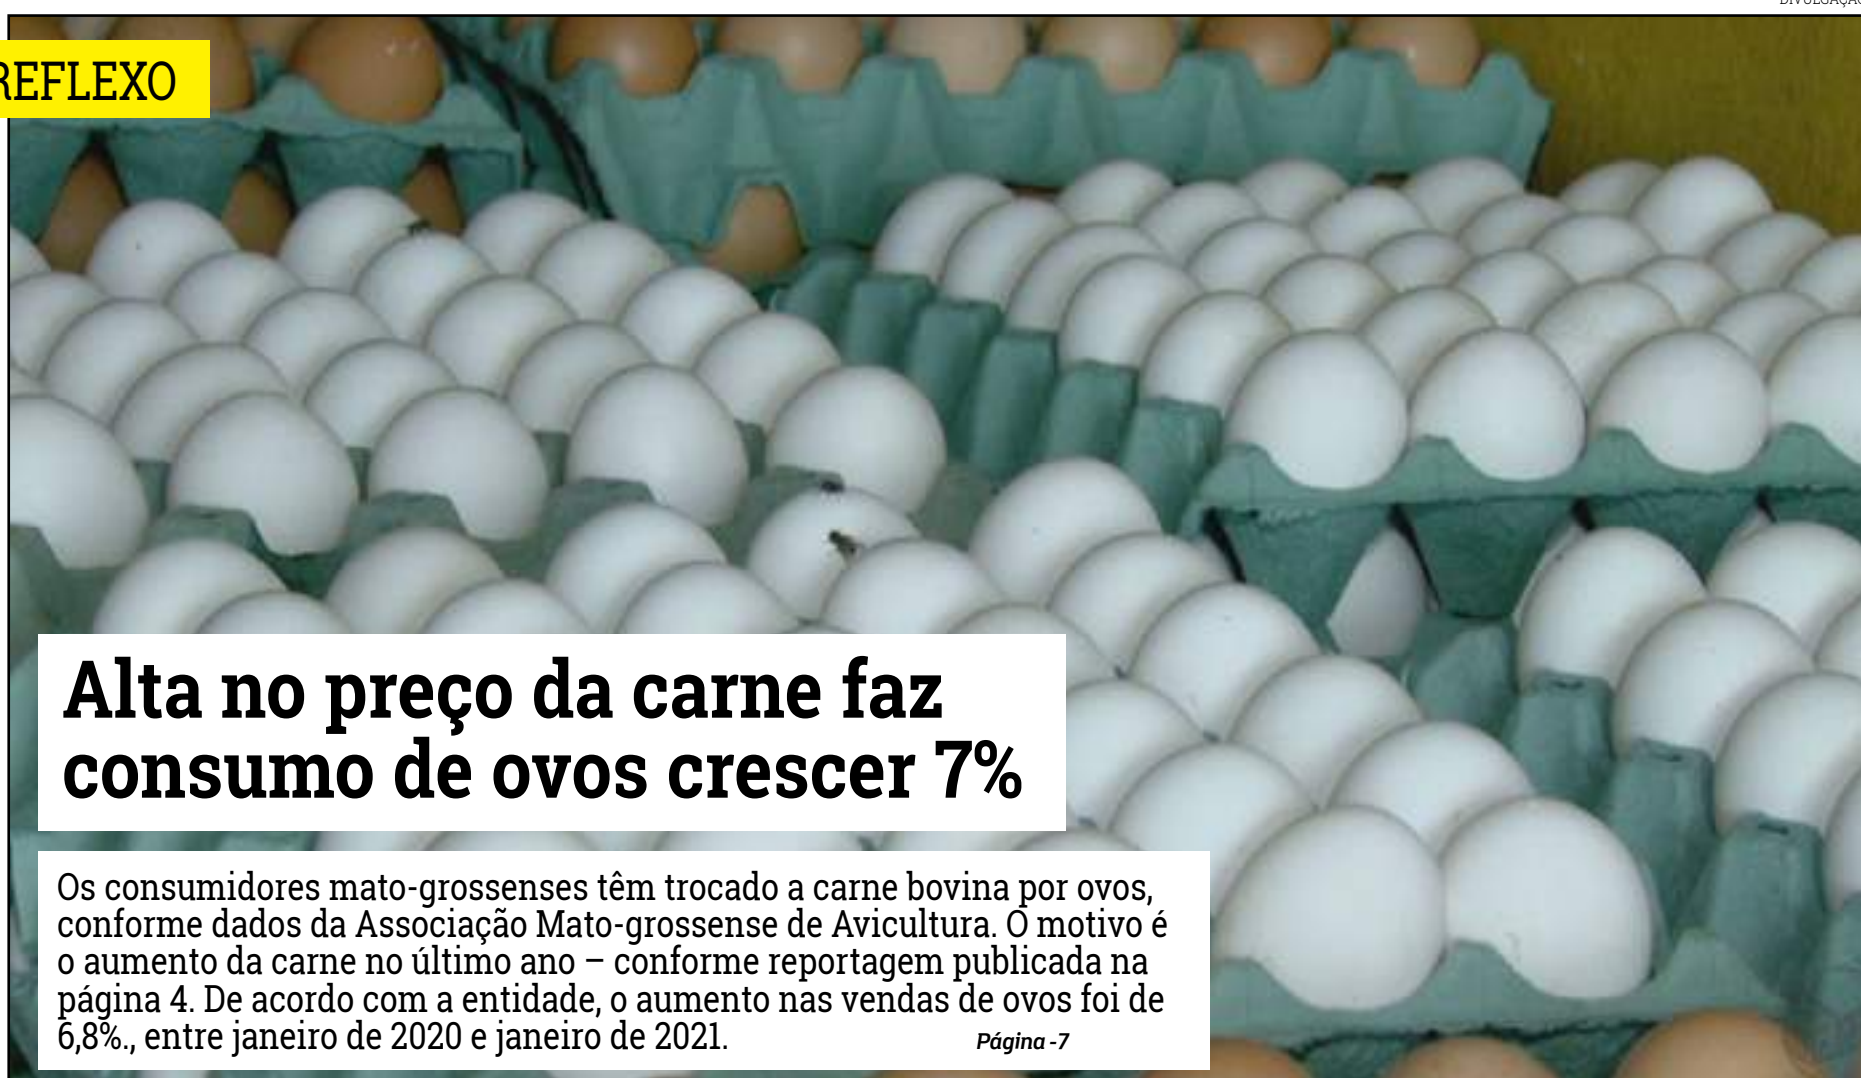 REFLEXO
Alta no preço da carne faz
consumo de ovos crescer 7%
Os consumidores mato-grossenses têm trocado a carne bovina por ovos,
conforme dados da Associação Mato-grossense de Avicultura. O motivo é
o aumento da carne no último ano – conforme reportagem publicada na
página 4. De acordo com a entidade, o aumento nas vendas de ovos foi de
6,8%., entre janeiro de 2020 e janeiro de 2021. Página -7